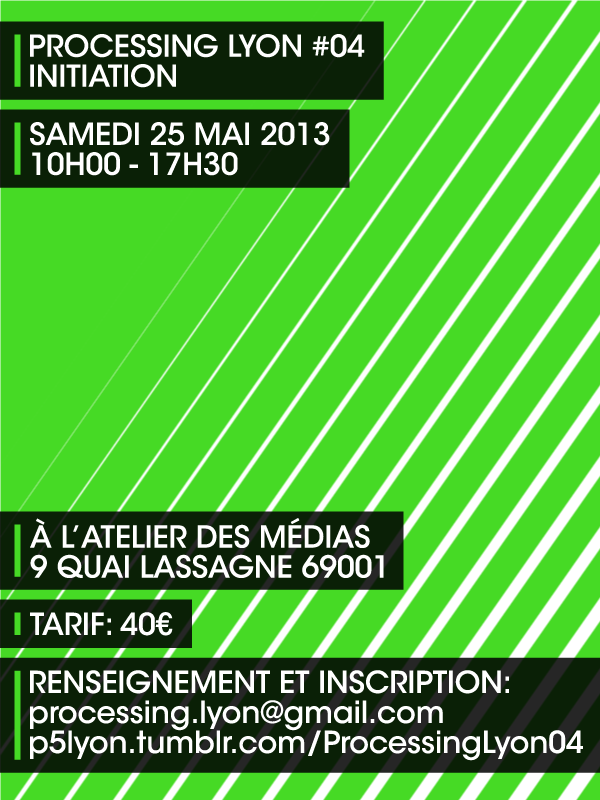 PROCESSING LYON #04
INITIATION
SAMEDI 25 MAI 2013
10H00 - 17H30
À L'ATELIER DES MÉDIAS
9 QUAI LASSAGNE 69001
TARIF: 40€
RENSEIGNEMENT ET INSCRIPTION:
processing.lyon@gmail.com
p5lyon.tumblr.com/ProcessingLyon04